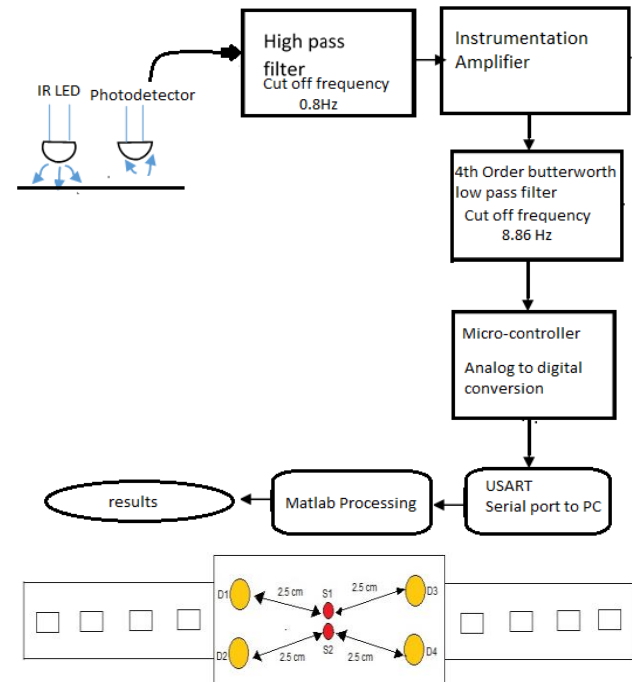 High pass
filter
Cut off frequency
0.8Hz
Instrumentation
Amplifier
IR LED
Photodetector
4th Order butterworth
low pass filter
Cut off frequency
8.86 Hz
Micro-controller
Analog to digital
conversion
USART
Serial port to PC
Matlab Processing
results
D1
2.5 cm
S1
2.5 cm
D3
D2
2.5 cm
S2
2.5 cm
D4